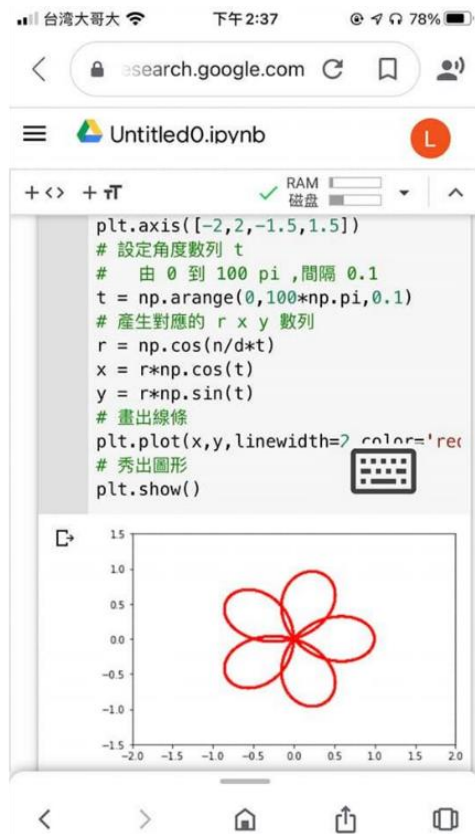 台湾大哥大 下午2:37 78%
esearch.google.com
Untitled0.ipynb L
+<> +тT RAM
磁盘
plt.axis([-2,2,-1.5,1.5])
# 設定角度數列 t
# 由 0 到 100 pi ,間隔 0.1
t = np.arange(0,100*np.pi,0.1)
# 產生對應的 r x y 數列
r = np.cos(n/d*t)
x = r*np.cos(t)
y = r*np.sin(t)
# 畫出線條
plt.plot(x,y,linewidth=2 color='rec
# 秀出圖形
plt.show()
1.5
1.0
0.5
0.0
−0.5
−1.0
−1.5
−2.0 −1.5 −1.0 −0.5 0.0 0.5 1.0 1.5 2.0